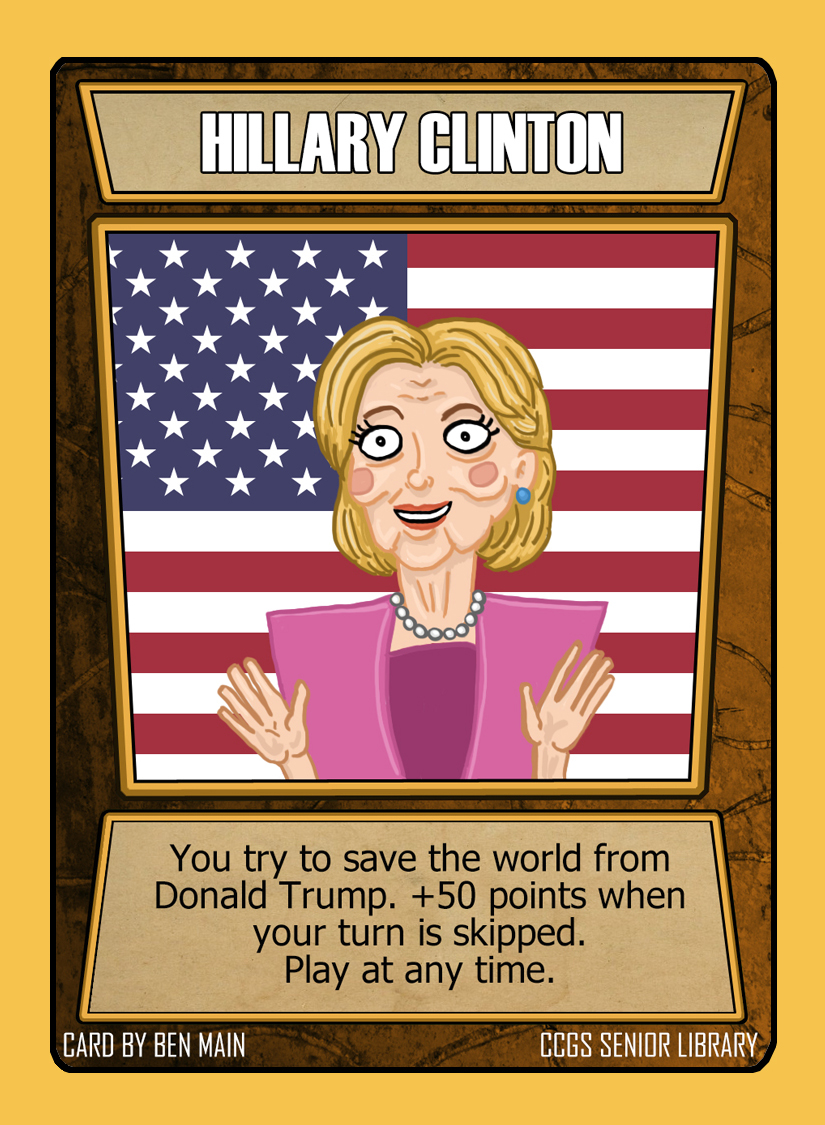 HILLARY CLINTON
You try to save the world from
Donald Trump. +50 points when
your turn is skipped.
Play at any time.
CARD BY BEN MAIN
CCGS SENIOR LIBRARY